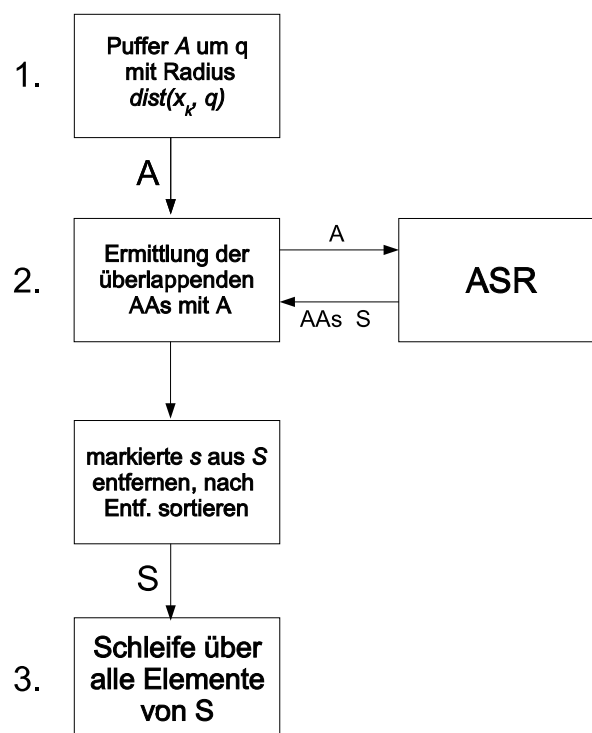 1.
Puffer A um q
mit Radius
dist(x_k, q)
A
2.
Ermittlung der
überlappenden
AAs mit A
A
AAs S
ASR
markierte s aus S
entfernen, nach
Entf. sortieren
S
3.
Schleife über
alle Elemente
von S